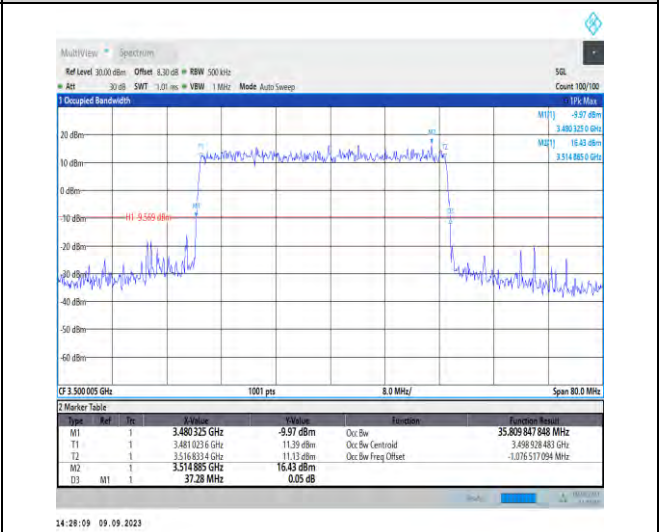 MultiView Spectrum
Ref Level 30.00 dBm Offset 8.30 dB RBW 500 kHz SGL
Att 30 dB SWT 1.01 ms VBW 1 MHz Mode Auto Sweep Count 100/100
1 Occupied Bandwidth 1Pk Max
M1[1] -9.97 dBm
3.480 325 0 GHz
M2[1] 16.43 dBm
3.514 885 0 GHz
20 dBm
M2
T1
T2
10 dBm
0 dBm
M1
D3
-10 dBm
H1 -9.569 dBm
-20 dBm
-30 dBm
-40 dBm
-50 dBm
-60 dBm
CF 3.500 005 GHz 1001 pts 8.0 MHz/ Span 80.0 MHz
2 Marker Table
Type Ref Trc X-Value Y-Value Function Function Result
M1 1 3.480 325 GHz -9.97 dBm Occ Bw 35.809 847 848 MHz
T1 1 3.481 023 6 GHz 11.39 dBm Occ Bw Centroid 3.498 928 483 GHz
T2 1 3.516 833 4 GHz 11.13 dBm Occ Bw Freq Offset -1.076 517 094 MHz
M2 1 3.514 885 GHz 16.43 dBm
D3 M1 1 37.28 MHz 0.05 dB
14:28:09 09.09.2023